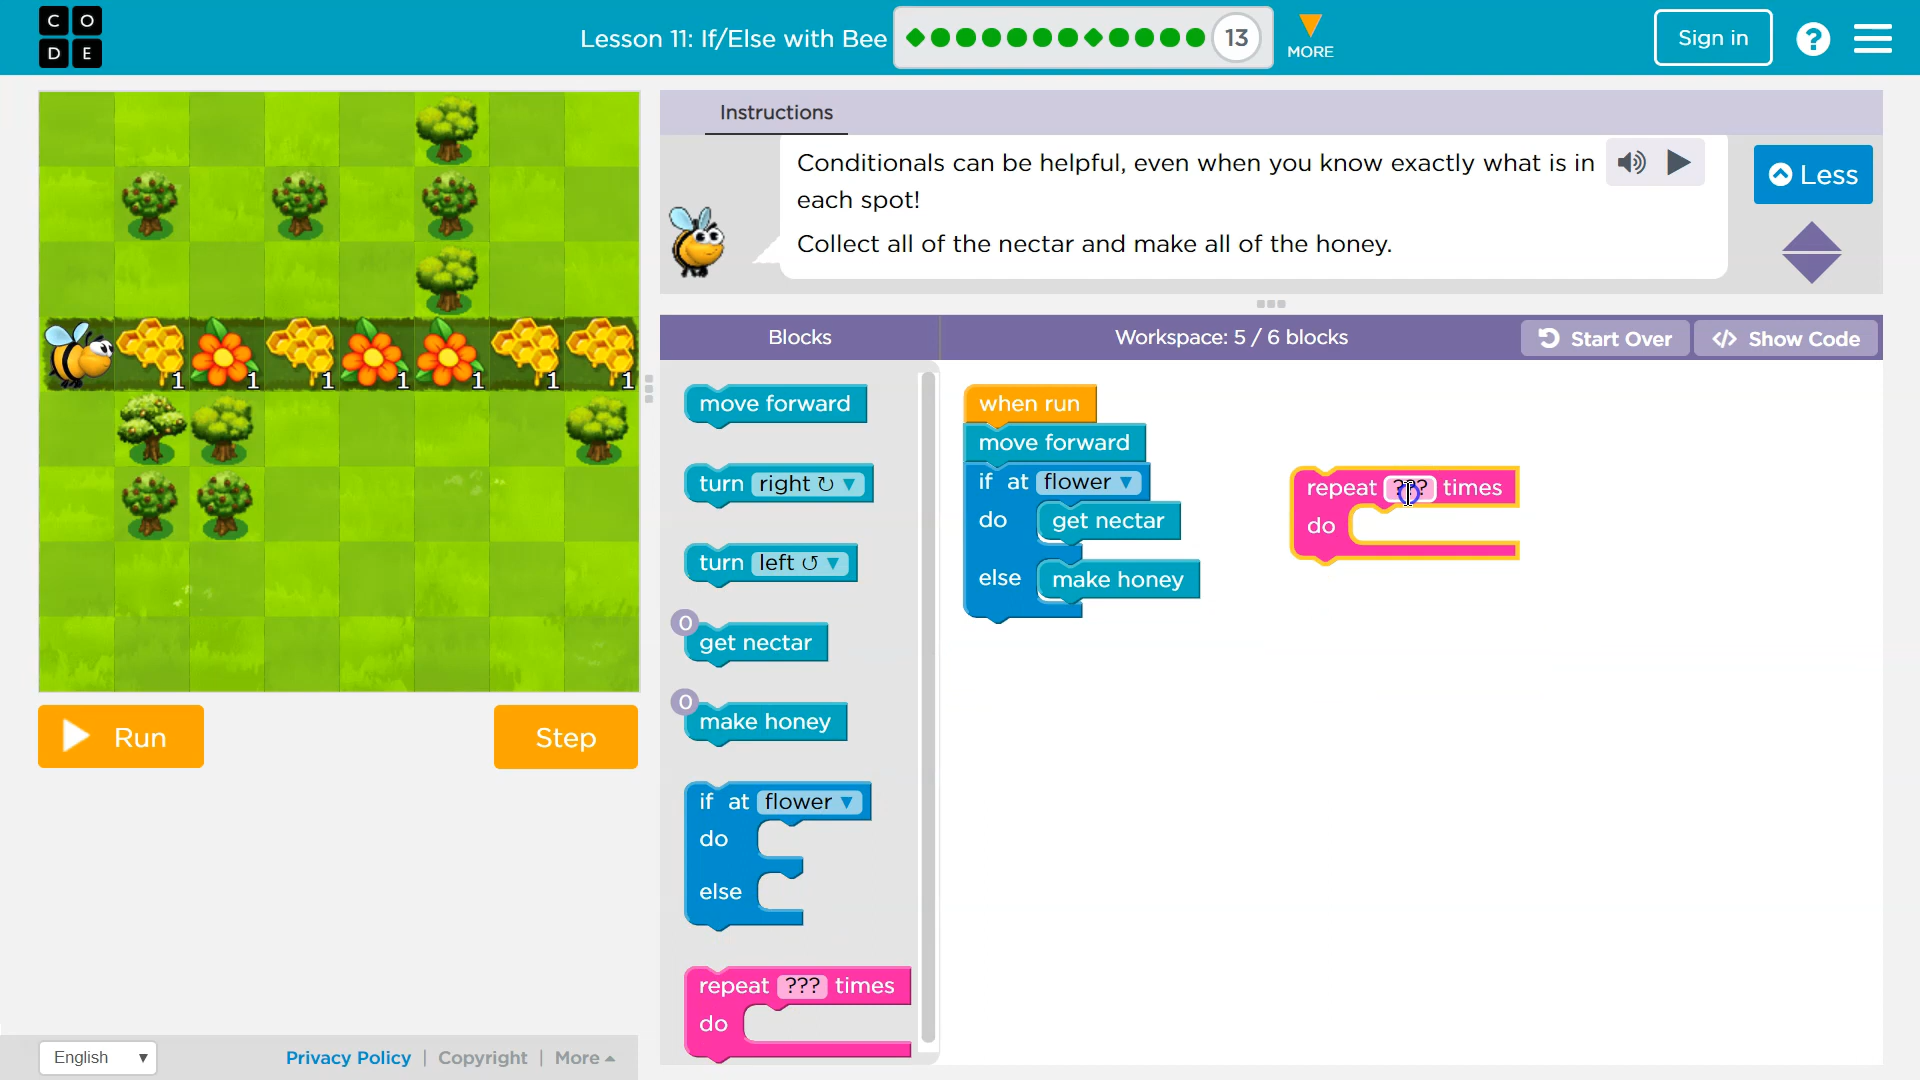 C O
D E
Lesson 11: If/Else with Bee
13
MORE
Sign in
?
Instructions
Conditionals can be helpful, even when you know exactly what is in
each spot!
Collect all of the nectar and make all of the honey.
Less
1 1 1 1 1 1 1
Blocks
Workspace: 5 / 6 blocks
Start Over
</> Show Code
move forward
turn right
turn left
0
get nectar
0
make honey
if at flower
do
else
repeat ??? times
do
when run
move forward
if at flower
do get nectar
else make honey
repeat ??? times
do
Run
Step
English
Privacy Policy | Copyright | More